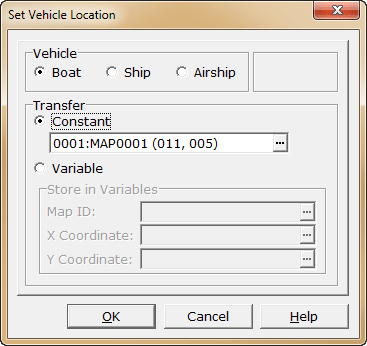 Set Vehicle Location
Vehicle
Boat Ship Airship
Transfer
Constant
0001:MAP0001 (011, 005) ...
Variable
Store in Variables
Map ID: ...
X Coordinate: ...
Y Coordinate: ...
OK Cancel Help